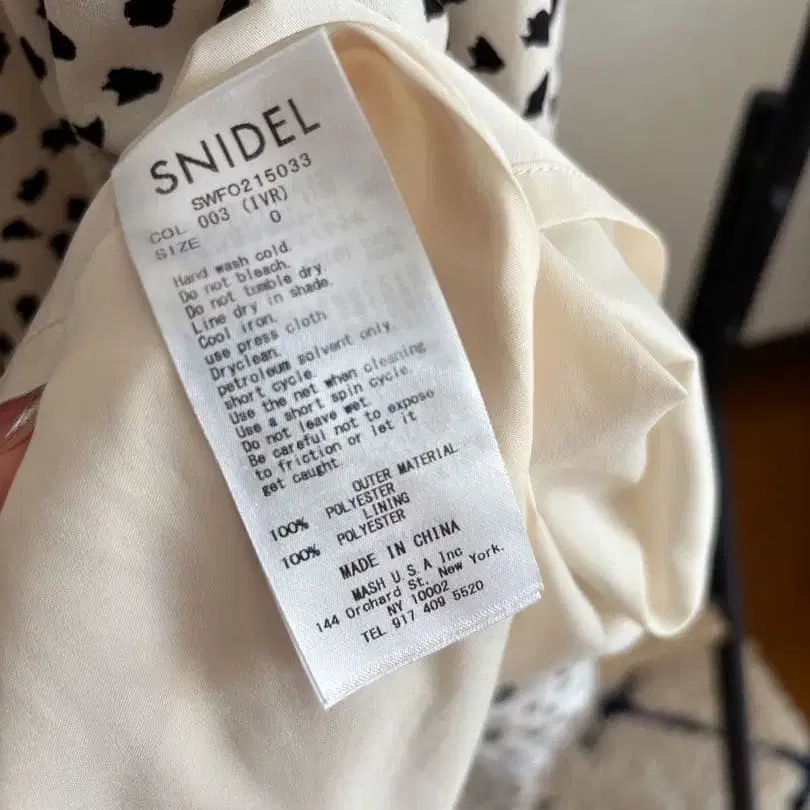 SNIDEL
SWFO215033
COL 003 (IVR)
SIZE 0
Hand wash cold.
Do not bleach.
Do not tumble dry
Line dry in shade.
Cool iron.
use press cloth
Dryclean.
petroleum solvent only.
short cycle.
Use the net when cleaning
Use a short spin cycle.
Do not leave wet.
Be careful not to expose
to friction or let it
get caught.
OUTER MATERIAL
100% POLYESTER
LINING
100% POLYESTER
MADE IN CHINA
MASH U.S.A Inc
144 Orchard St. New York.
NY 10002
TEL 917 409 5520